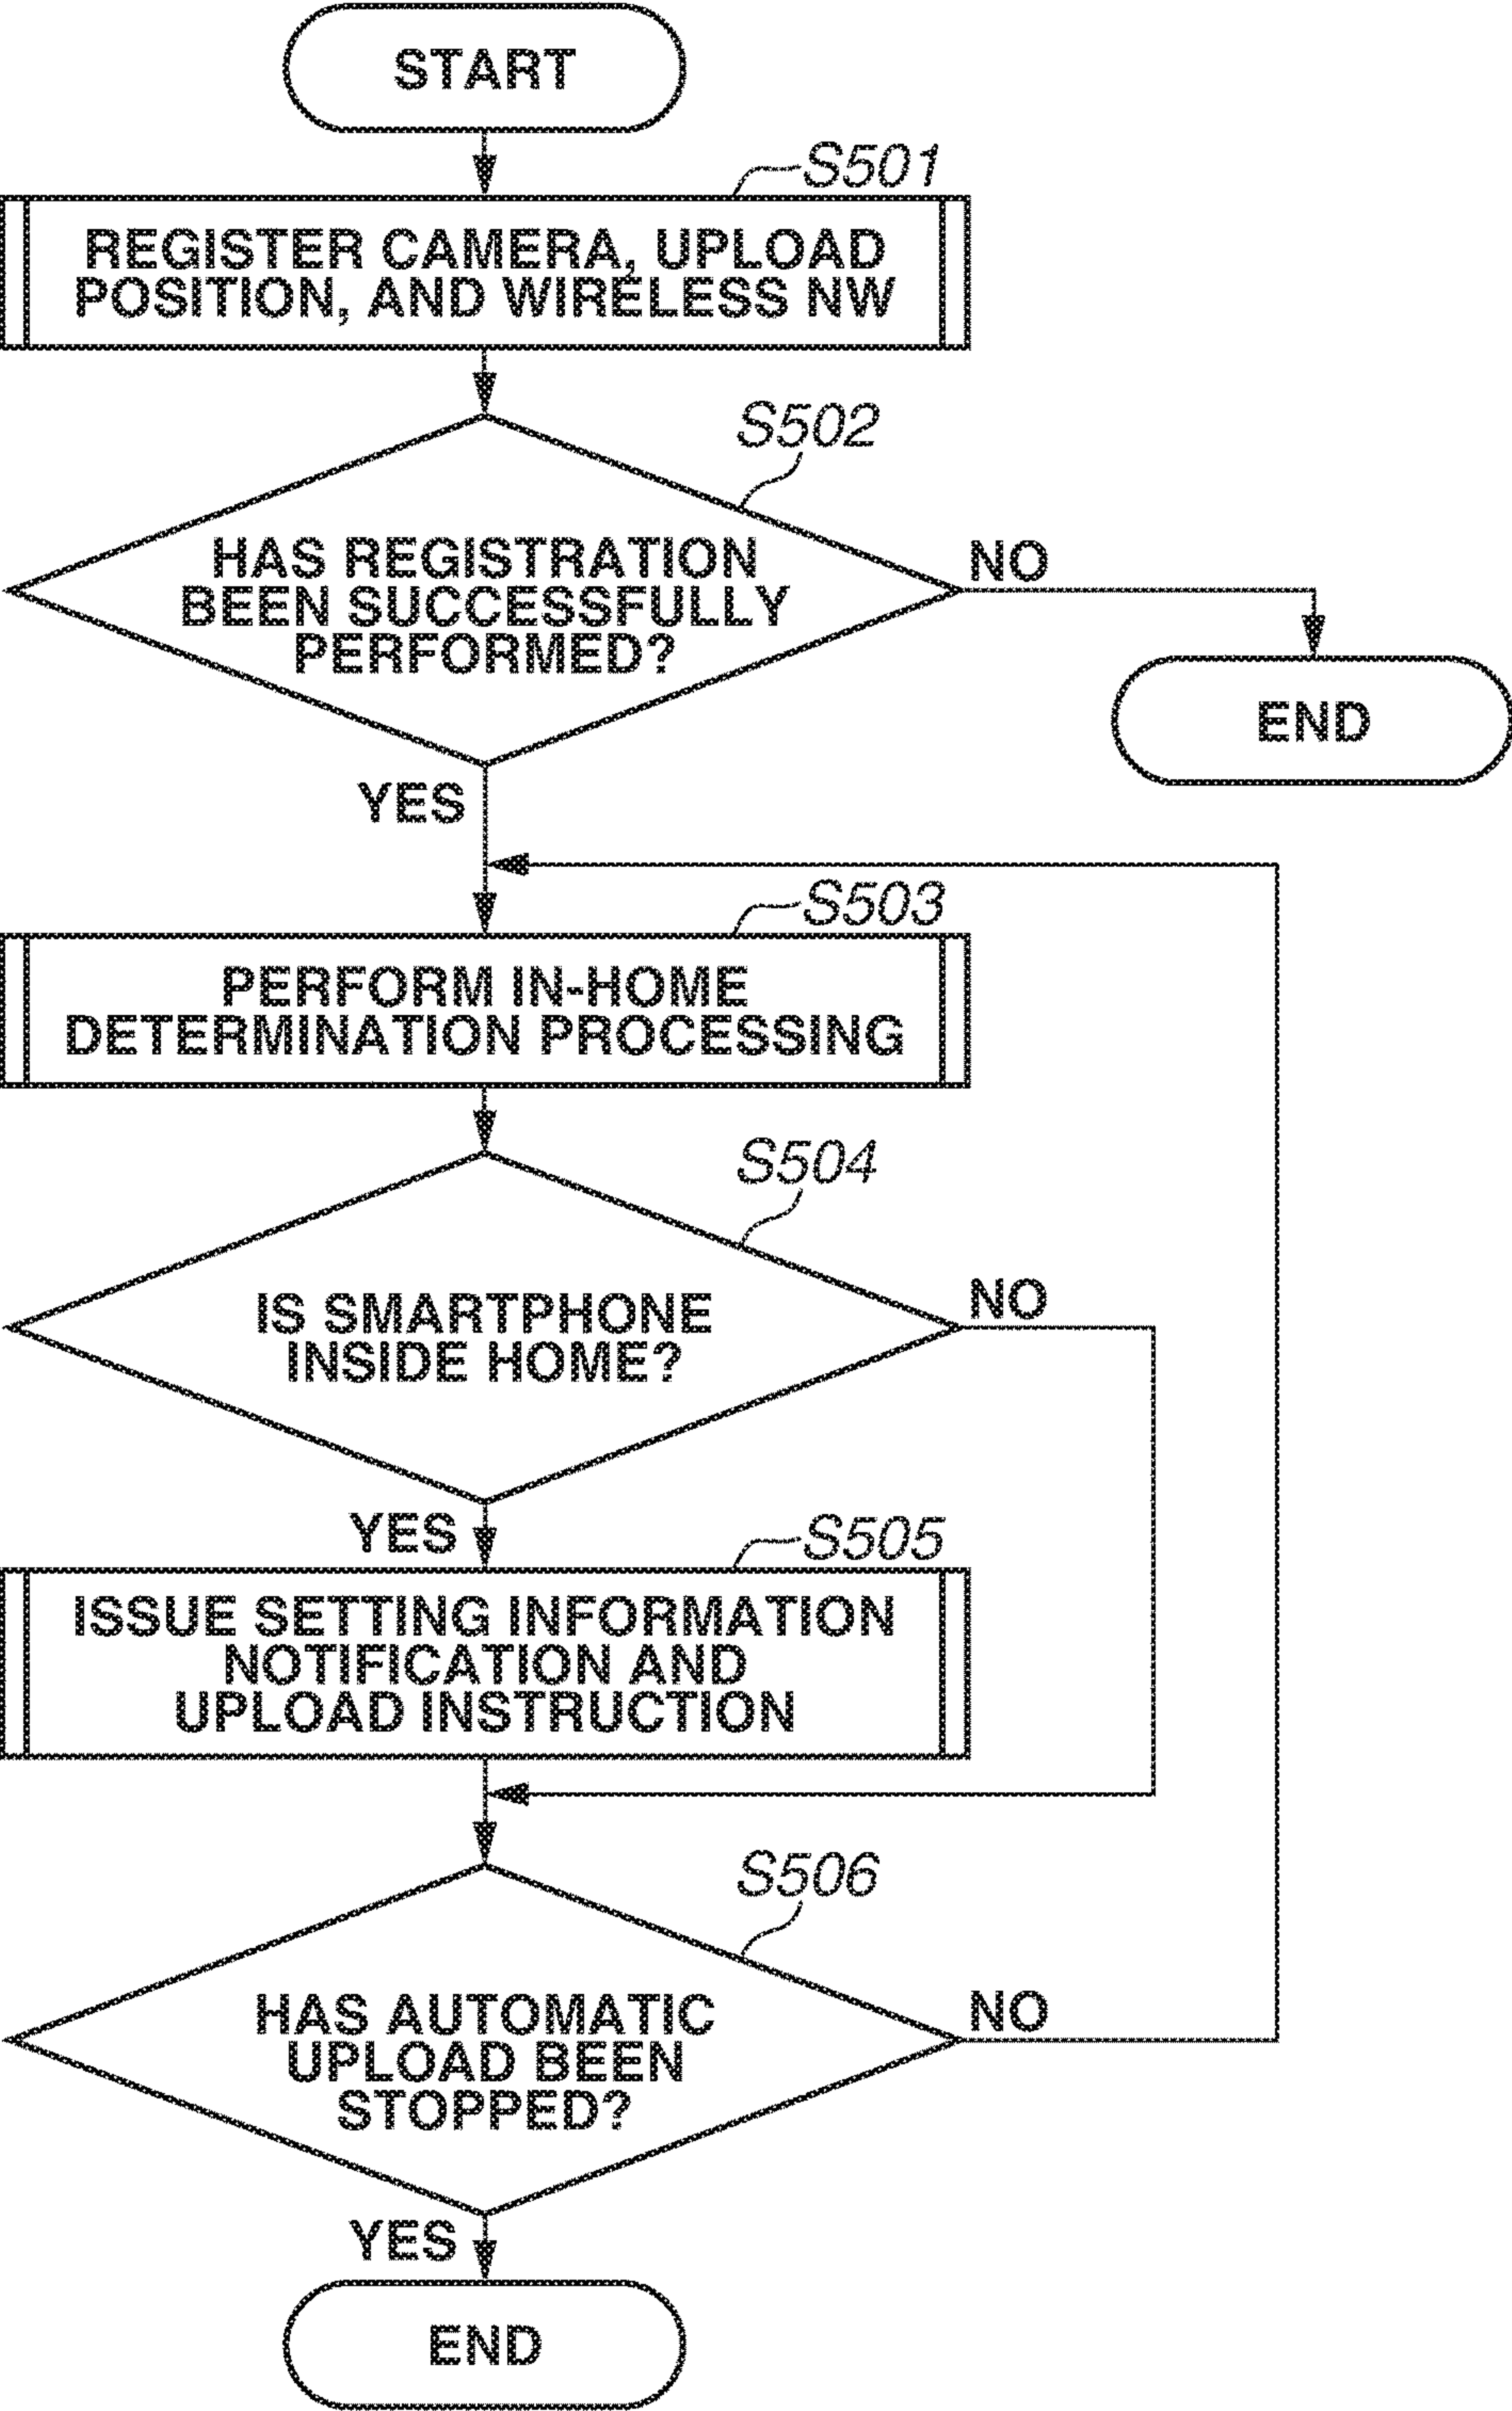 START
S501
REGISTER CAMERA, UPLOAD
POSITION, AND WIRELESS NW
S502
HAS REGISTRATION
BEEN SUCCESSFULLY
PERFORMED?
NO
END
YES
S503
PERFORM IN-HOME
DETERMINATION PROCESSING
S504
IS SMARTPHONE
INSIDE HOME?
NO
YES
S505
ISSUE SETTING INFORMATION
NOTIFICATION AND
UPLOAD INSTRUCTION
S506
HAS AUTOMATIC
UPLOAD BEEN
STOPPED?
NO
YES
END